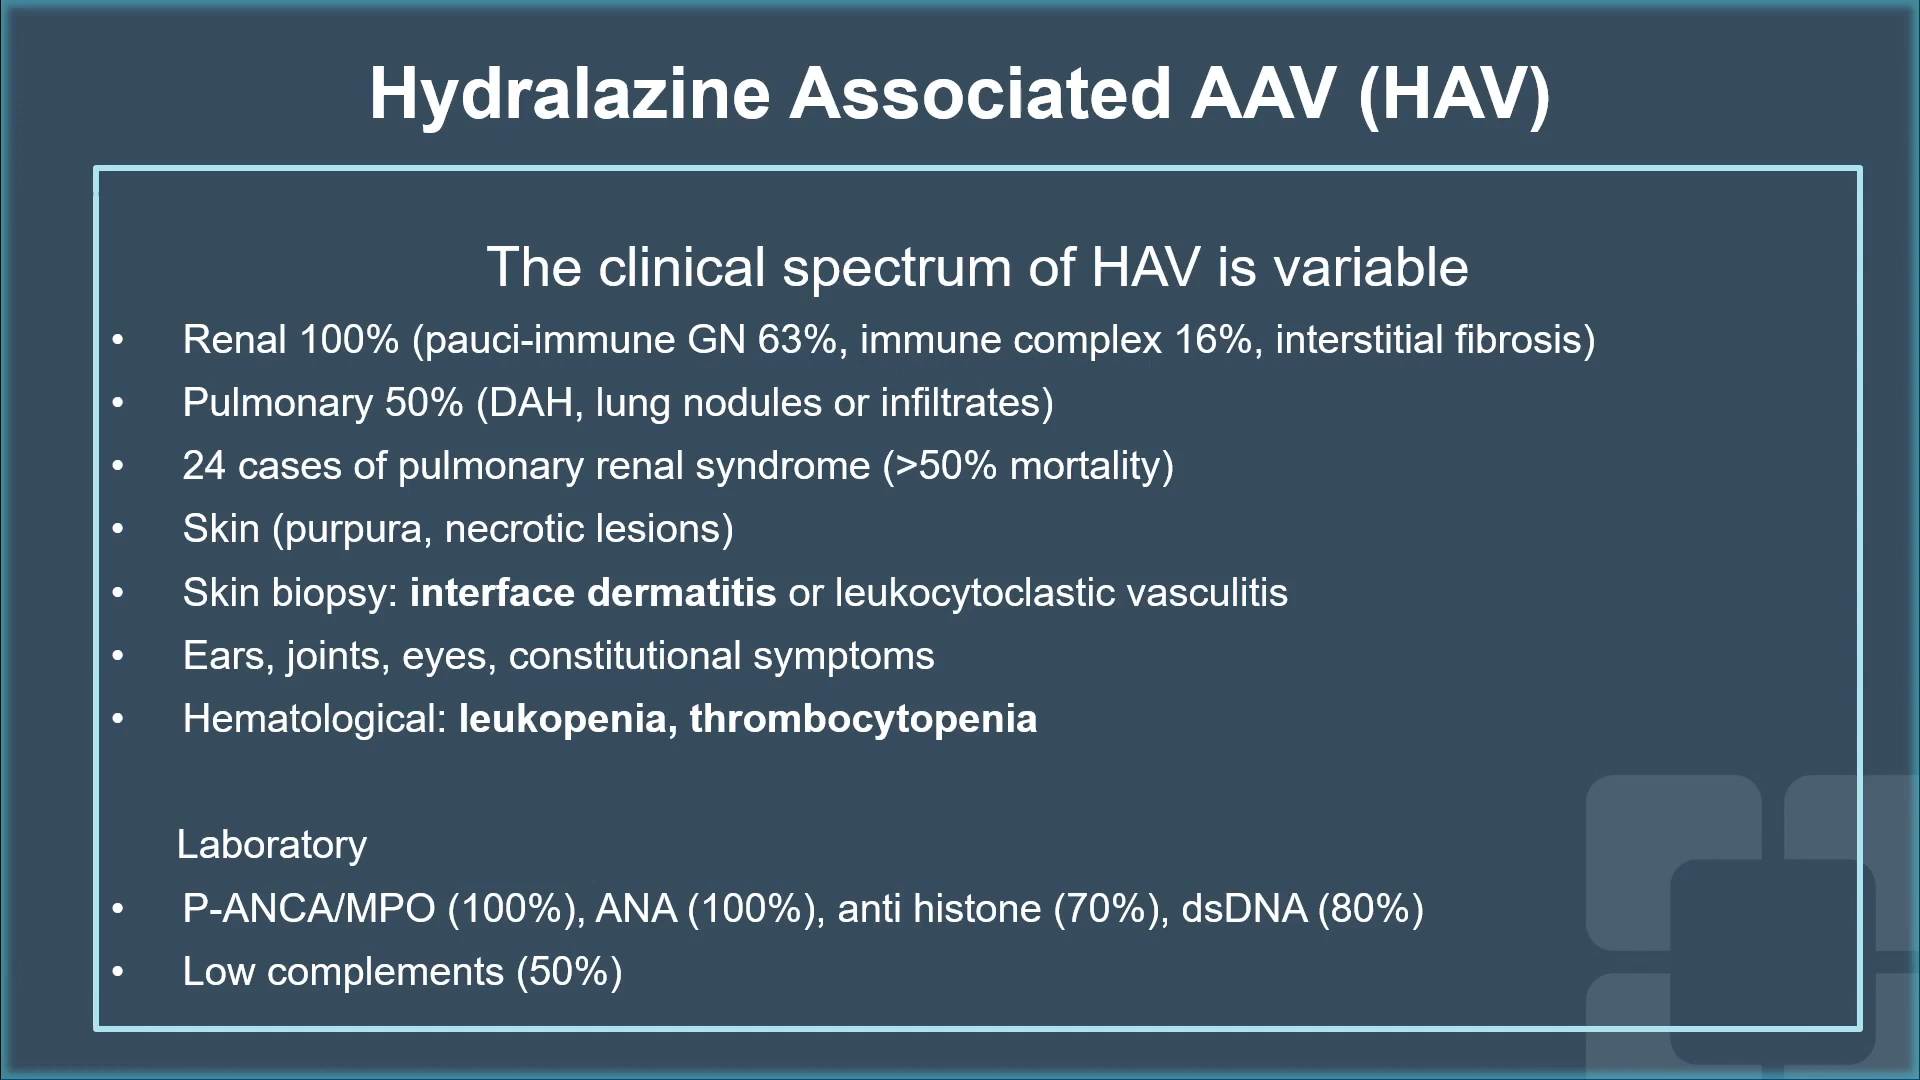 Hydralazine Associated AAV (HAV)
The clinical spectrum of HAV is variable
• Renal 100% (pauci-immune GN 63%, immune complex 16%, interstitial fibrosis)
• Pulmonary 50% (DAH, lung nodules or infiltrates)
• 24 cases of pulmonary renal syndrome (>50% mortality)
• Skin (purpura, necrotic lesions)
• Skin biopsy: interface dermatitis or leukocytoclastic vasculitis
• Ears, joints, eyes, constitutional symptoms
• Hematological: leukopenia, thrombocytopenia
Laboratory
• P-ANCA/MPO (100%), ANA (100%), anti histone (70%), dsDNA (80%)
• Low complements (50%)